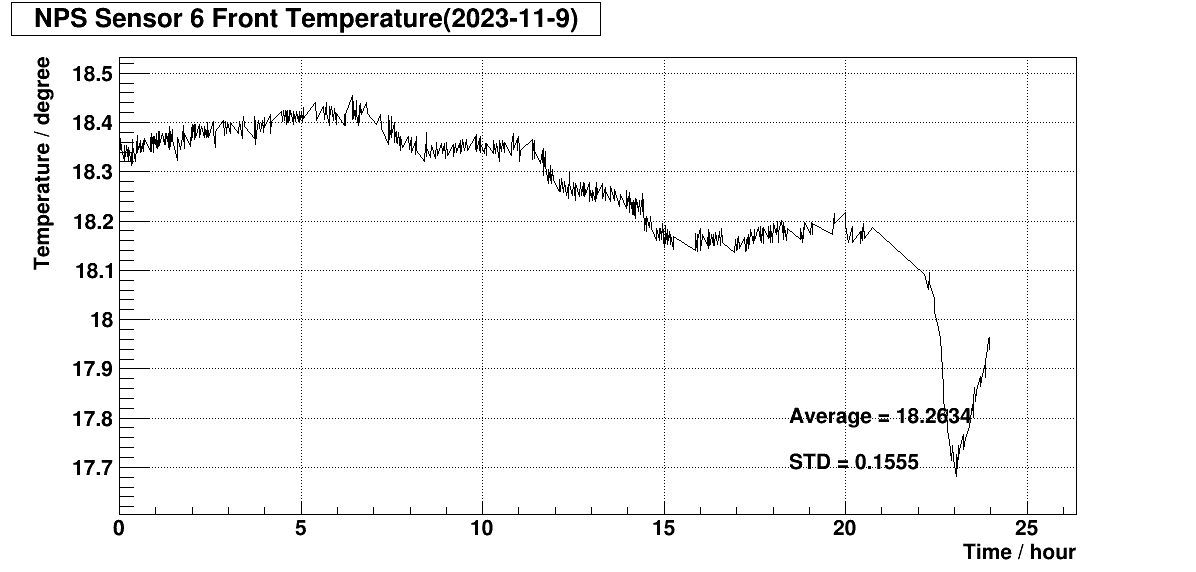 NPS Sensor 6 Front Temperature(2023-11-9)
Temperature / degree
18.5
18.4
18.3
18.2
18.1
18
17.9
17.8
17.7
Average = 18.2634
STD = 0.1555
0 5 10 15 20 25
Time / hour